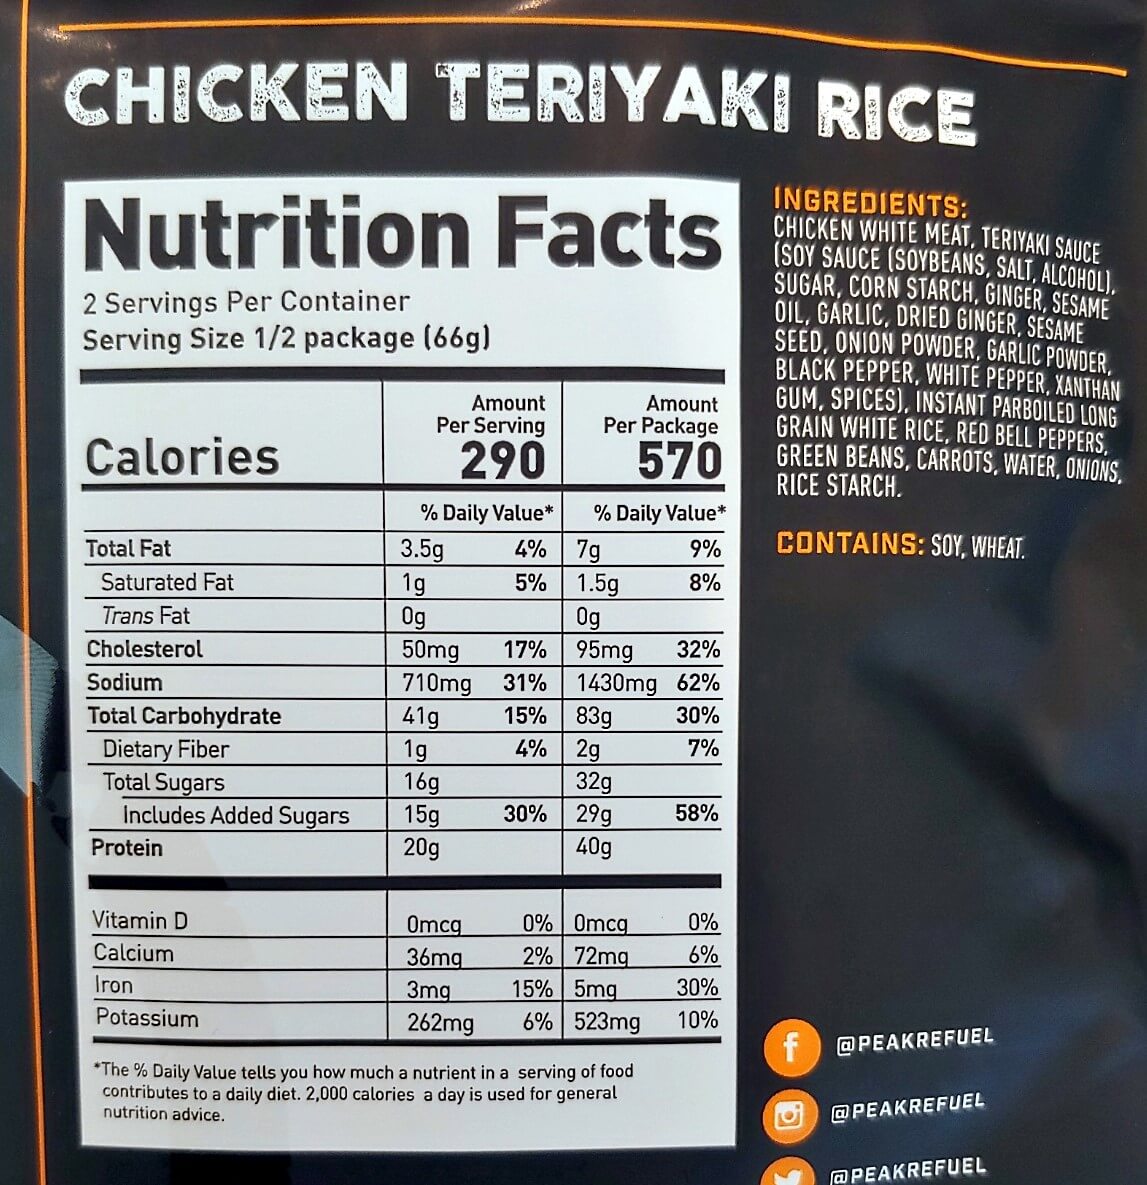 CHICKEN TERIYAKI RICE
Nutrition Facts
2 Servings Per Container
Serving Size 1/2 package (66g)
Amount Per Serving Amount Per Package
Calories 290 570
% Daily Value* % Daily Value*
Total Fat 3.5g 4% 7g 9%
Saturated Fat 1g 5% 1.5g 8%
Trans Fat 0g 0g
Cholesterol 50mg 17% 95mg 32%
Sodium 710mg 31% 1430mg 62%
Total Carbohydrate 41g 15% 83g 30%
Dietary Fiber 1g 4% 2g 7%
Total Sugars 16g 32g
Includes Added Sugars 15g 30% 29g 58%
Protein 20g 40g
Vitamin D 0mcg 0% 0mcg 0%
Calcium 36mg 2% 72mg 6%
Iron 3mg 15% 5mg 30%
Potassium 262mg 6% 523mg 10%
*The % Daily Value tells you how much a nutrient in a serving of food
contributes to a daily diet. 2,000 calories a day is used for general
nutrition advice.
INGREDIENTS:
CHICKEN WHITE MEAT, TERIYAKI SAUCE
(SOY SAUCE (SOYBEANS, SALT, ALCOHOL),
SUGAR, CORN STARCH, GINGER, SESAME
OIL, GARLIC, DRIED GINGER, SESAME
SEED, ONION POWDER, GARLIC POWDER,
BLACK PEPPER, WHITE PEPPER, XANTHAN
GUM, SPICES), INSTANT PARBOILED LONG
GRAIN WHITE RICE, RED BELL PEPPERS,
GREEN BEANS, CARROTS, WATER, ONIONS,
RICE STARCH.
CONTAINS: SOY, WHEAT.
@PEAKREFUEL
@PEAKREFUEL
@PEAKREFUEL